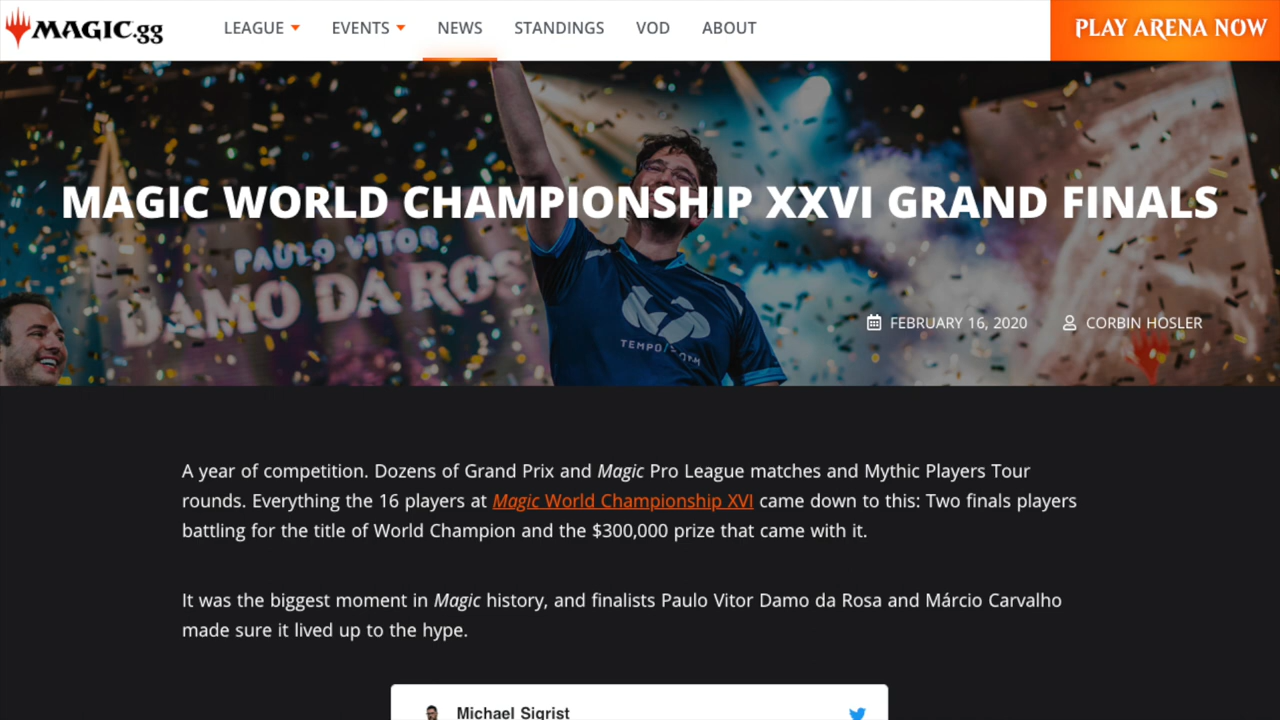 MAGIC.gg
LEAGUE
EVENTS
NEWS
STANDINGS
VOD
ABOUT
PLAY ARENA NOW
MAGIC WORLD CHAMPIONSHIP XXVI GRAND FINALS
PAULO VITOR
DAMO DA ROS
TEMPO/STORM
FEBRUARY 16, 2020
CORBIN HOSLER
A year of competition. Dozens of Grand Prix and Magic Pro League matches and Mythic Players Tour
rounds. Everything the 16 players at Magic World Championship XVI came down to this: Two finals players
battling for the title of World Champion and the $300,000 prize that came with it.
It was the biggest moment in Magic history, and finalists Paulo Vitor Damo da Rosa and Márcio Carvalho
made sure it lived up to the hype.
Michael Sigrist